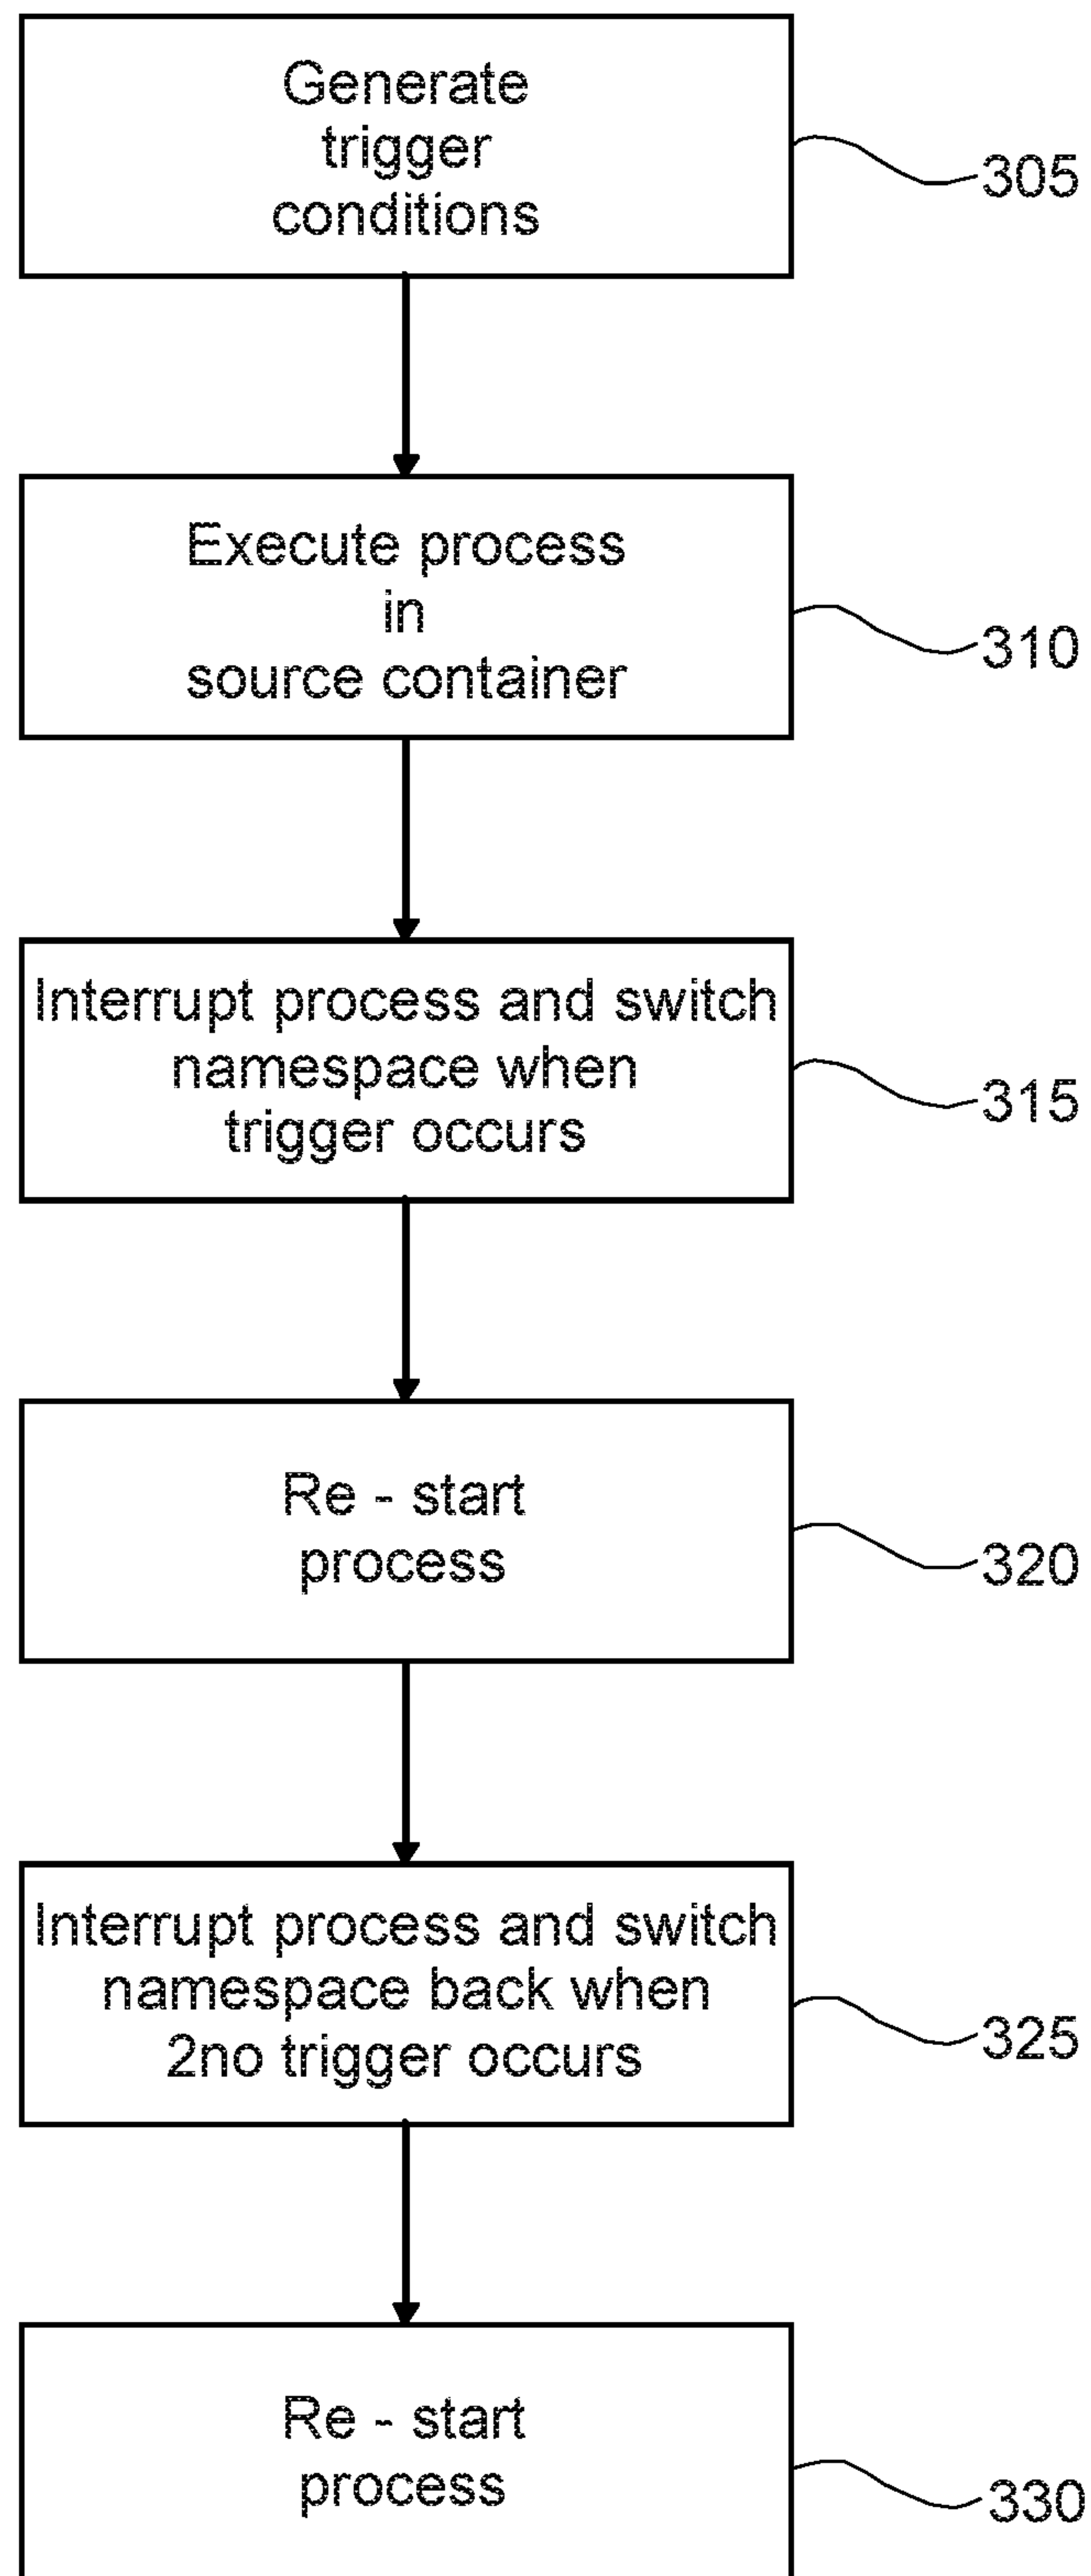 Generate
trigger
conditions
305
Execute process
in
source container
310
Interrupt process and switch
namespace when
trigger occurs
315
Re - start
process
320
Interrupt process and switch
namespace back when
2no trigger occurs
325
Re - start
process
330